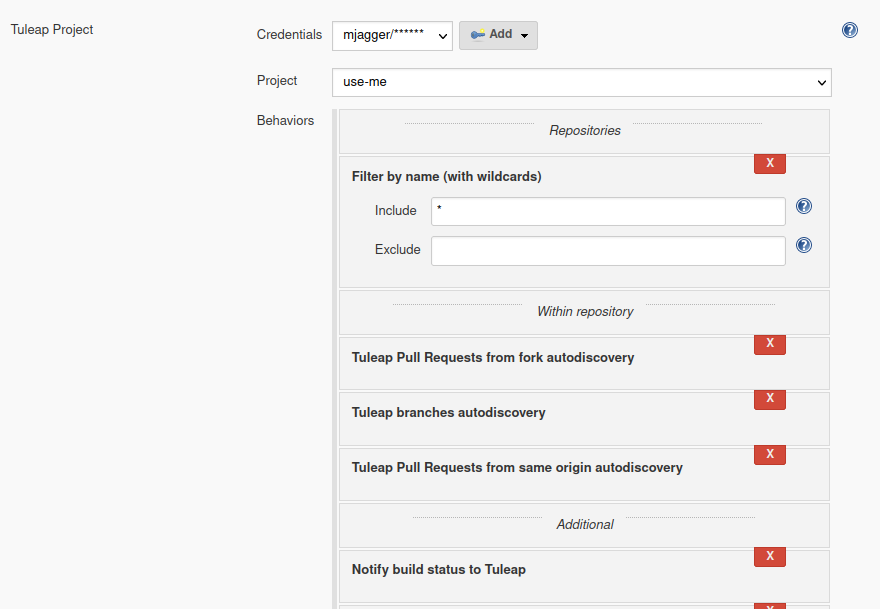 Tuleap Project
Credentials mjagger/****** Add
Project use-me
Behaviors
Repositories
X
Filter by name (with wildcards)
Include *
Exclude
Within repository
X
Tuleap Pull Requests from fork autodiscovery
X
Tuleap branches autodiscovery
X
Tuleap Pull Requests from same origin autodiscovery
Additional
X
Notify build status to Tuleap
X